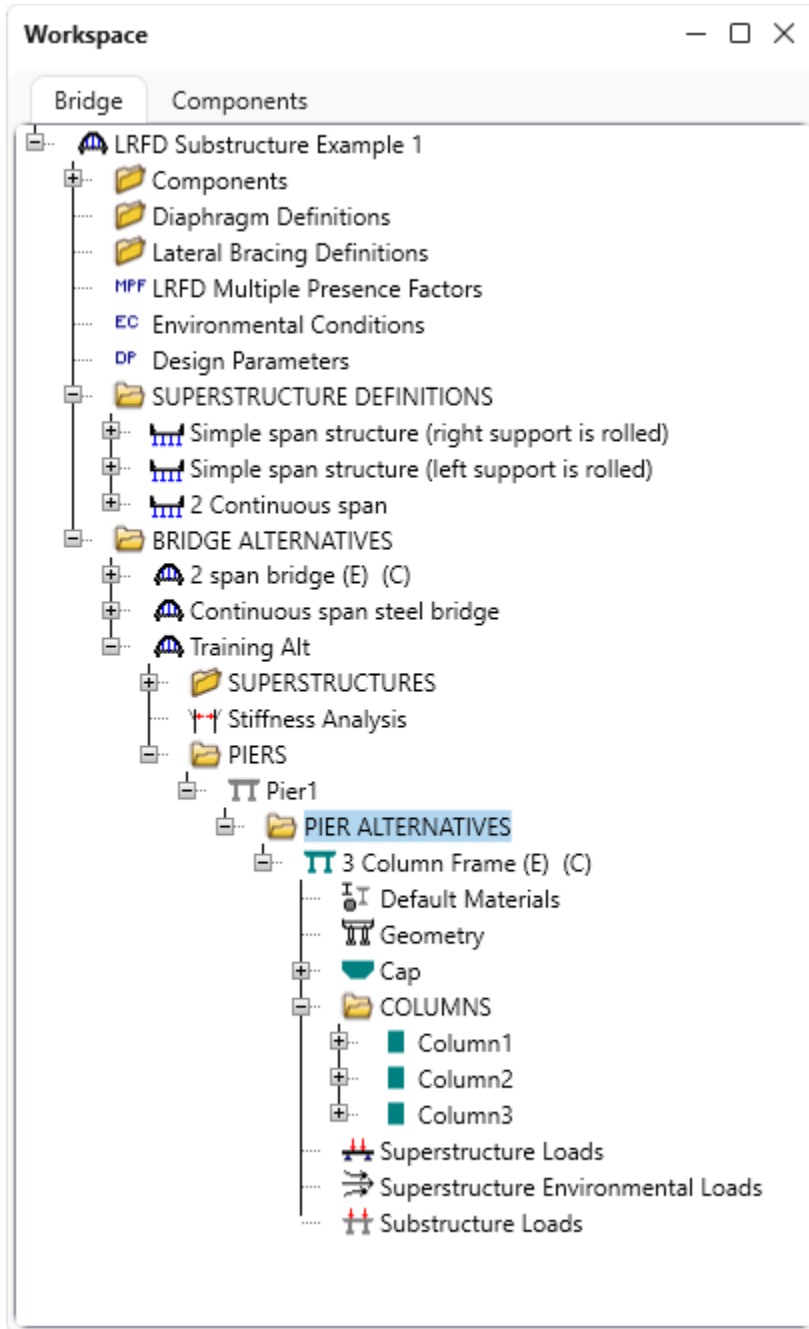 Workspace
Bridge Components
LRFD Substructure Example 1
Components
Diaphragm Definitions
Lateral Bracing Definitions
MPF LRFD Multiple Presence Factors
EC Environmental Conditions
DP Design Parameters
SUPERSTRUCTURE DEFINITIONS
Simple span structure (right support is rolled)
Simple span structure (left support is rolled)
2 Continuous span
BRIDGE ALTERNATIVES
2 span bridge (E) (C)
Continuous span steel bridge
Training Alt
SUPERSTRUCTURES
Stiffness Analysis
PIERS
Pier1
PIER ALTERNATIVES
3 Column Frame (E) (C)
Default Materials
Geometry
Cap
COLUMNS
Column1
Column2
Column3
Superstructure Loads
Superstructure Environmental Loads
Substructure Loads